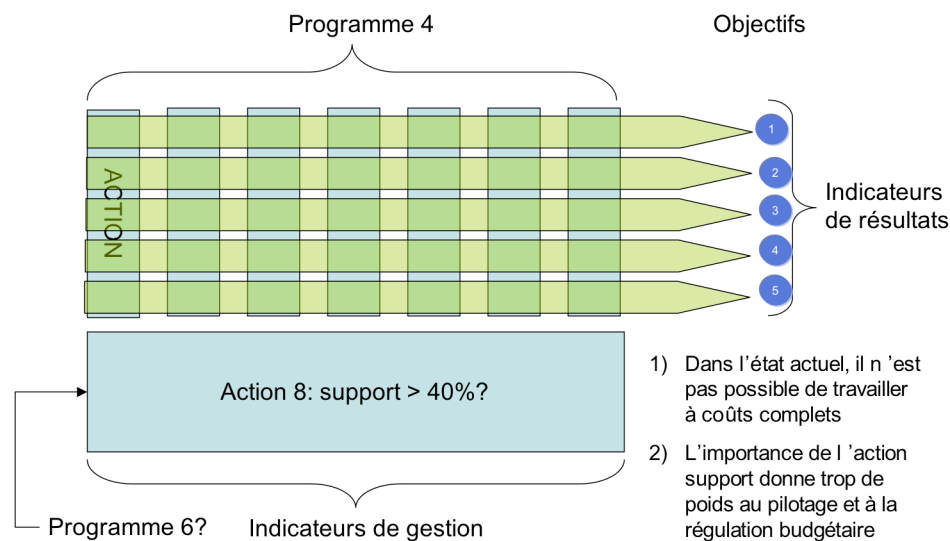 Programme 4
Objectifs
ACTION
1
2
3
4
5
Indicateurs
de résultats
Action 8: support > 40%?
1) Dans l’état actuel, il n ’est
pas possible de travailler
à coûts complets
2) L’importance de l ’action
support donne trop de
poids au pilotage et à la
régulation budgétaire
Programme 6?
Indicateurs de gestion